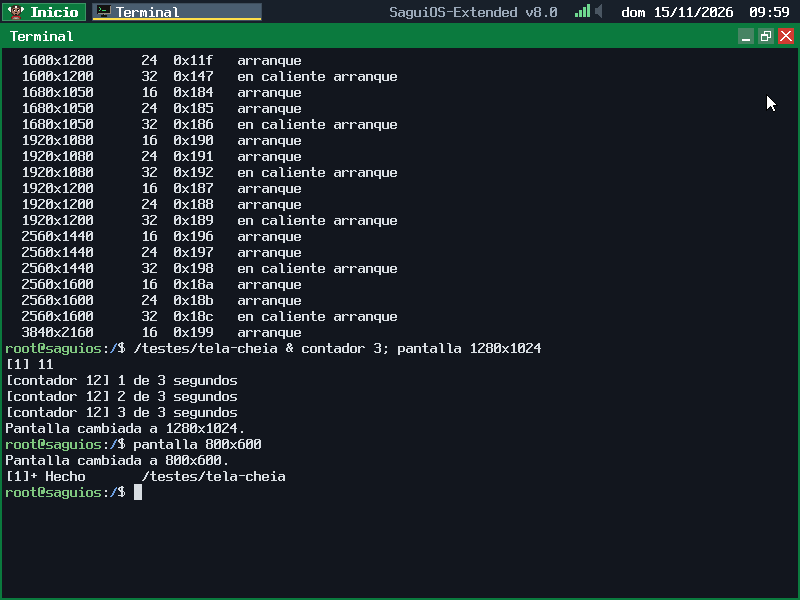 Inicio Terminal SaguiOS-Extended v8.0 dom 15/11/2026 09:59
Terminal
1600x1200 24 0x11f arranque
1600x1200 32 0x147 en caliente arranque
1680x1050 16 0x184 arranque
1680x1050 24 0x185 arranque
1680x1050 32 0x186 en caliente arranque
1920x1080 16 0x190 arranque
1920x1080 24 0x191 arranque
1920x1080 32 0x192 en caliente arranque
1920x1200 16 0x187 arranque
1920x1200 24 0x188 arranque
1920x1200 32 0x189 en caliente arranque
2560x1440 16 0x196 arranque
2560x1440 24 0x197 arranque
2560x1440 32 0x198 en caliente arranque
2560x1600 16 0x18a arranque
2560x1600 24 0x18b arranque
2560x1600 32 0x18c en caliente arranque
3840x2160 16 0x199 arranque
root@saguios:/$ /testes/tela-cheia & contador 3; pantalla 1280x1024
[1] 11
[contador 12] 1 de 3 segundos
[contador 12] 2 de 3 segundos
[contador 12] 3 de 3 segundos
Pantalla cambiada a 1280x1024.
root@saguios:/$ pantalla 800x600
Pantalla cambiada a 800x600.
[1]+ Hecho /testes/tela-cheia
root@saguios:/$